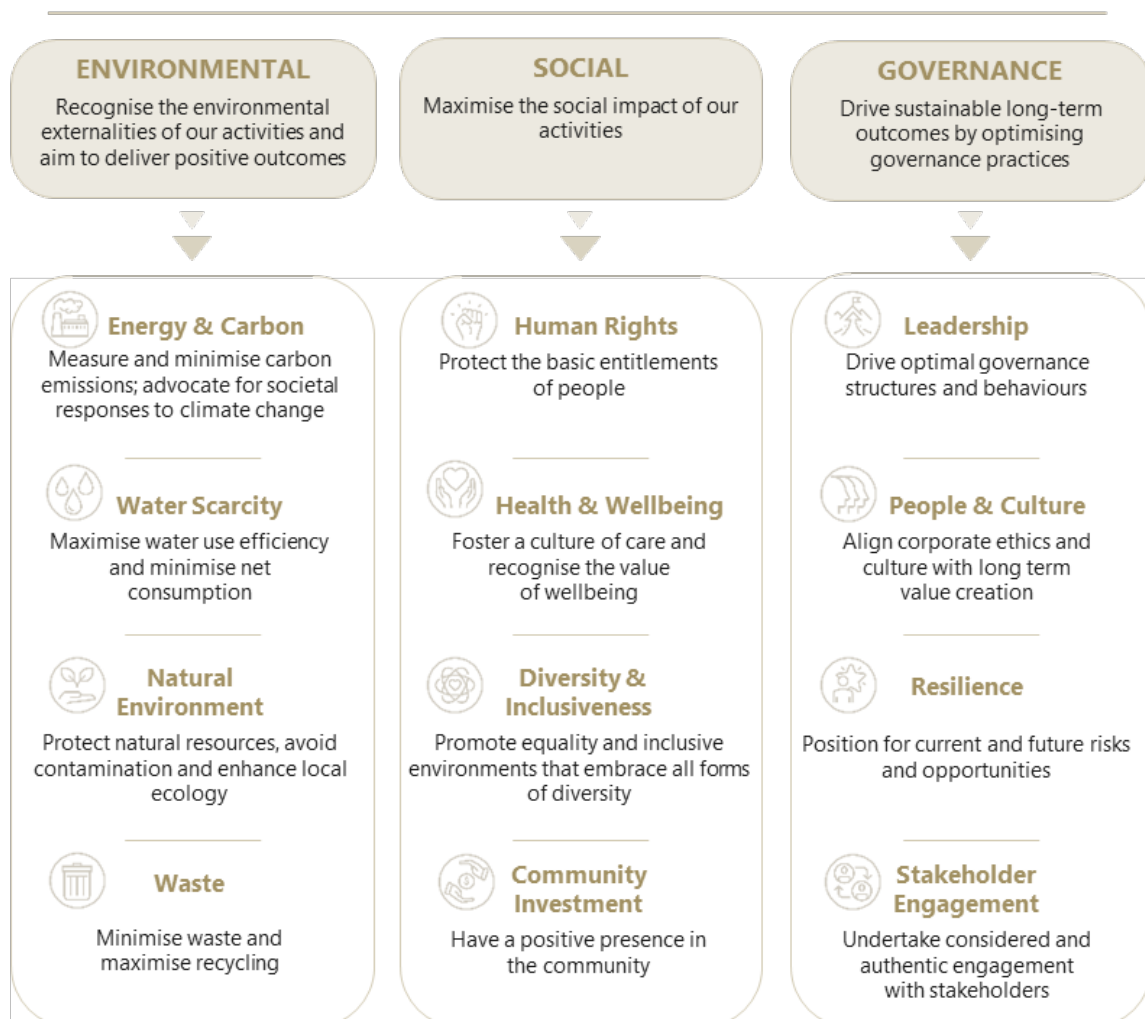 ENVIRONMENTAL
Recognise the environmental
externalities of our activities and
aim to deliver positive outcomes
SOCIAL
Maximise the social impact of our
activities
GOVERNANCE
Drive sustainable long-term
outcomes by optimising
governance practices
Energy & Carbon
Measure and minimise carbon
emissions; advocate for societal
responses to climate change
Water Scarcity
Maximise water use efficiency
and minimise net
consumption
Natural
Environment
Protect natural resources, avoid
contamination and enhance local
ecology
Waste
Minimise waste and
maximise recycling
Human Rights
Protect the basic entitlements
of people
Health & Wellbeing
Foster a culture of care and
recognise the value
of wellbeing
Diversity &
Inclusiveness
Promote equality and inclusive
environments that embrace all forms
of diversity
Community
Investment
Have a positive presence in
the community
Leadership
Drive optimal governance
structures and behaviours
People & Culture
Align corporate ethics and
culture with long term
value creation
Resilience
Position for current and future risks
and opportunities
Stakeholder
Engagement
Undertake considered and
authentic engagement
with stakeholders